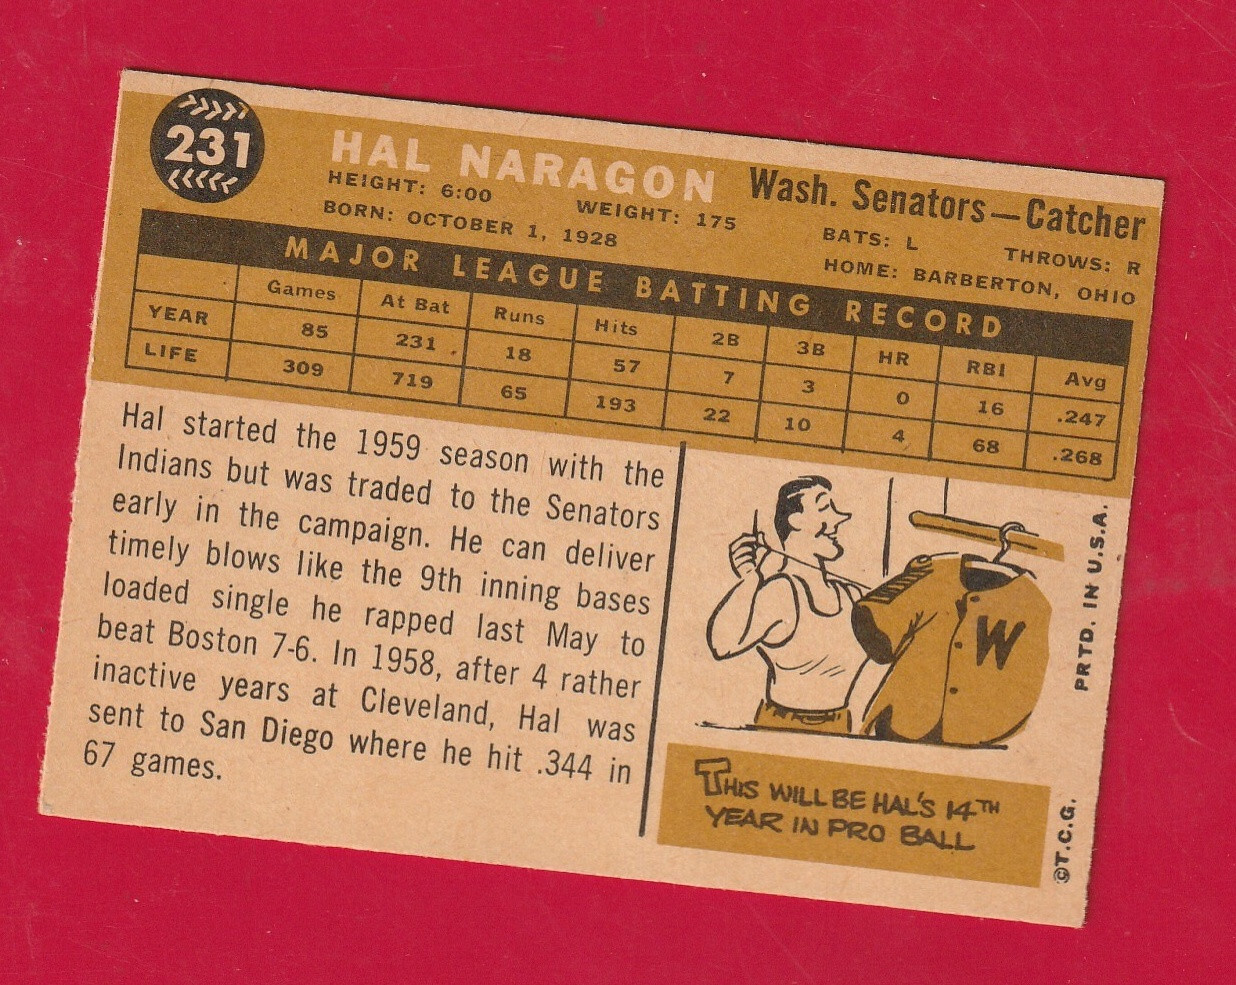 231
HAL NARAGON Wash. Senators—Catcher
HEIGHT: 6:00 WEIGHT: 175 BATS: L THROWS: R
BORN: OCTOBER 1, 1928 HOME: BARBERTON, OHIO
MAJOR LEAGUE BATTING RECORD
Games At Bat Runs Hits 2B 3B HR RBI Avg
YEAR 85 231 18 57 7 3 0 16 .247
LIFE 309 719 65 193 22 10 4 68 .268
Hal started the 1959 season with the
Indians but was traded to the Senators
early in the campaign. He can deliver
timely blows like the 9th inning bases
loaded single he rapped last May to
beat Boston 7-6. In 1958, after 4 rather
inactive years at Cleveland, Hal was
sent to San Diego where he hit .344 in
67 games.
W
THIS WILL BE HAL'S 14TH
YEAR IN PRO BALL
PRTD. IN U.S.A.
©T.C.G.